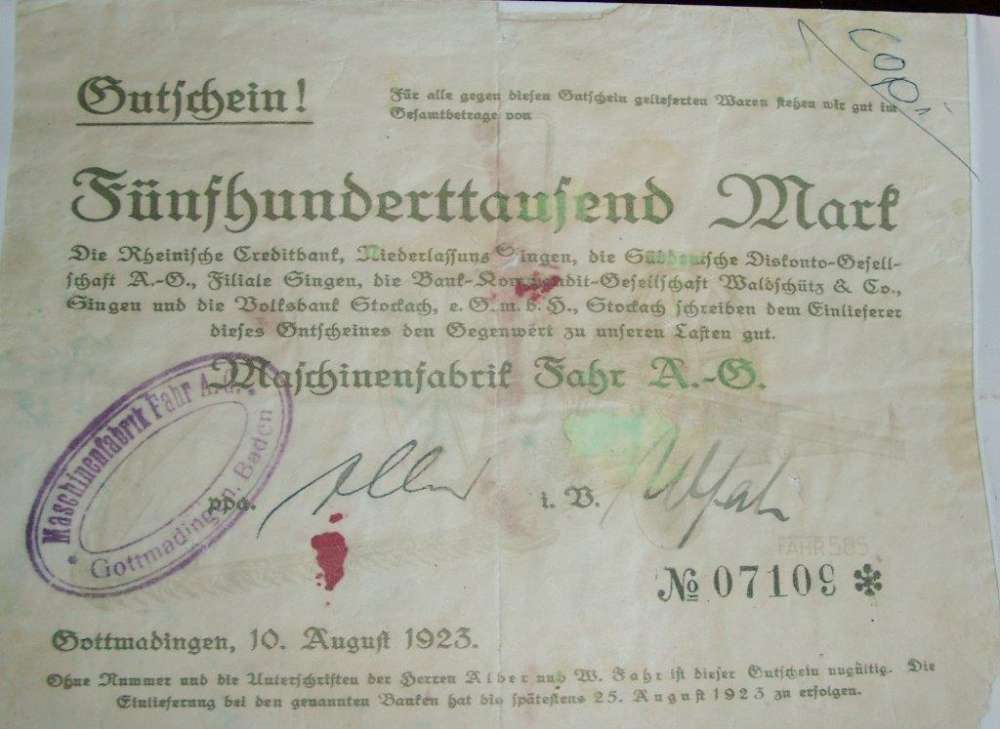 Copi
Gutschein!
Für alle gegen diesen Gutschein gelieferten Waren stehen wir gut im
Gesamtbetrage von
Fünfhunderttausend Mark
Die Rheinische Creditbank, Niederlassung Singen, die Süddeutsche Diskonto-Gesell-
schaft A.-G., Filiale Singen, die Bank-Kommandit-Gesellschaft Waldschütz & Co.,
Singen und die Volksbank Stockach, e. G. m. b. H., Stockach schreiben dem Einlieferer
dieses Gutscheines den Gegenwert zu unseren Lasten gut.
Maschinenfabrik Fahr A.-G.
Maschinenfabrik Fahr A.G.
Gottmadingen. Baden
ppa. Alber i. V. W. Fahr
FAHR 585
№ 07109 ✻
Gottmadingen, 10. August 1923.
Ohne Nummer und die Unterschriften der Herren Alber und W. Fahr ist dieser Gutschein ungültig. Die
Einlieferung bei den genannten Banken hat bis spätestens 25. August 1923 zu erfolgen.